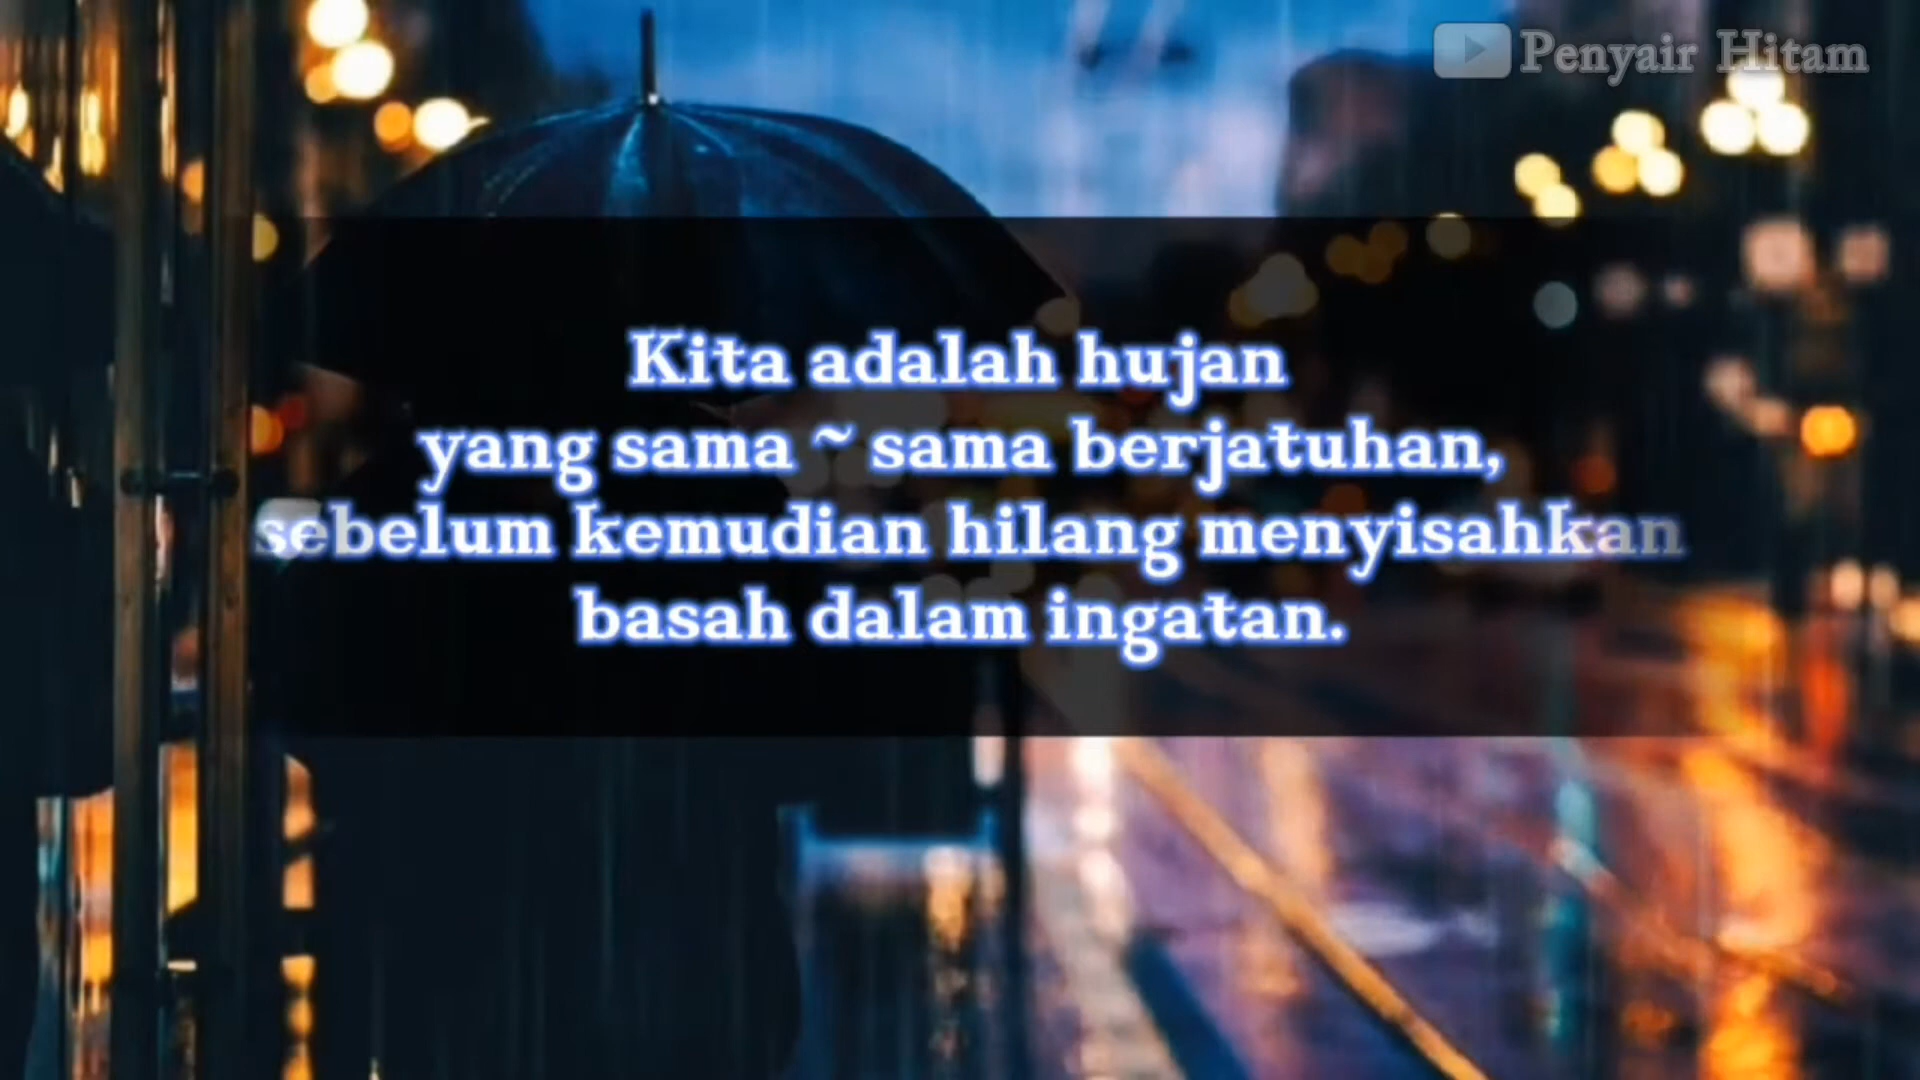 Penyair Hitam
Kita adalah hujan
yang sama ~ sama berjatuhan,
sebelum kemudian hilang menyisahkan
basah dalam ingatan.